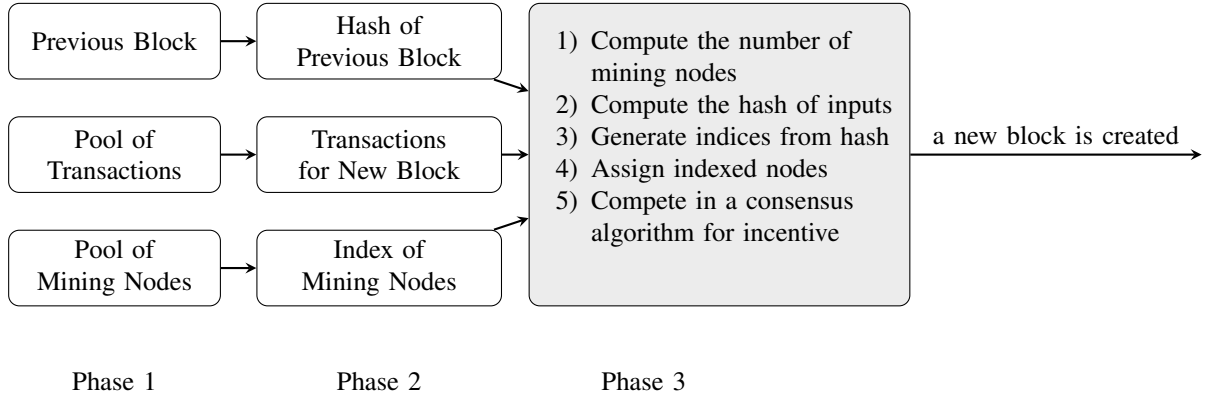 Previous Block
Hash of
Previous Block
Pool of
Transactions
Transactions
for New Block
Pool of
Mining Nodes
Index of
Mining Nodes
1) Compute the number of
mining nodes
2) Compute the hash of inputs
3) Generate indices from hash
4) Assign indexed nodes
5) Compete in a consensus
algorithm for incentive
a new block is created
Phase 1
Phase 2
Phase 3